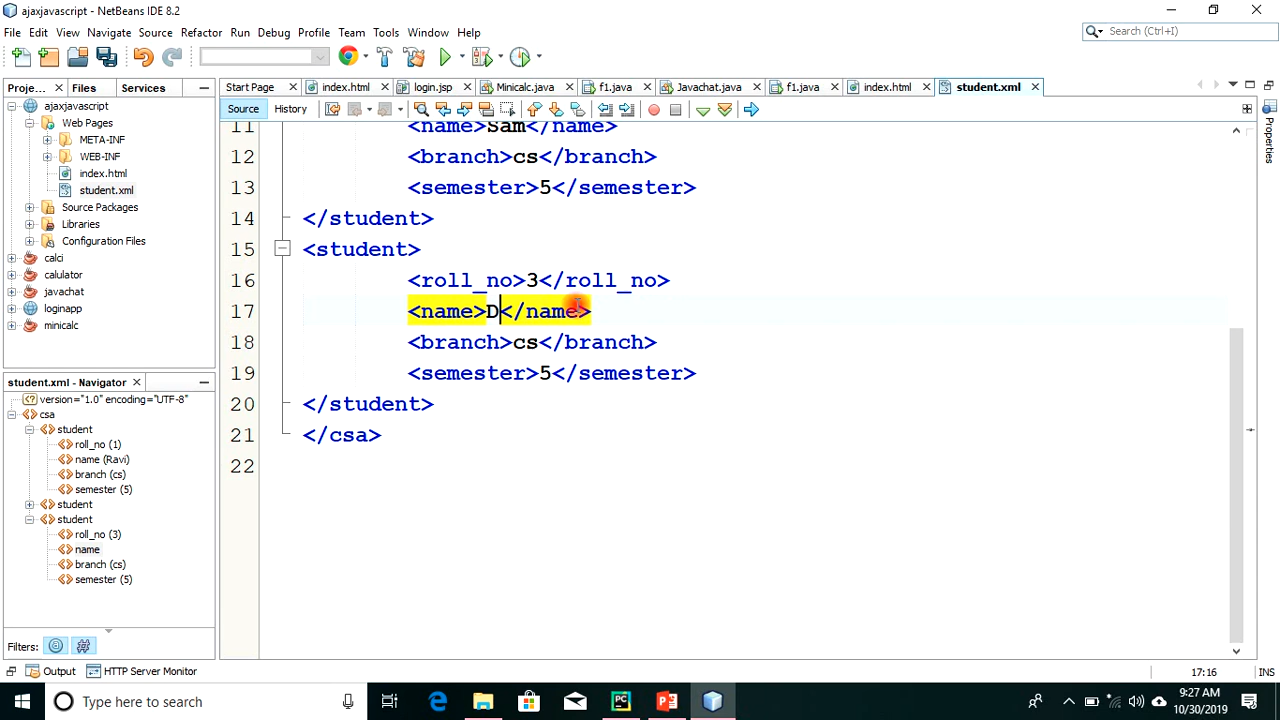 ajaxjavascript - NetBeans IDE 8.2
File Edit View Navigate Source Refactor Run Debug Profile Team Tools Window Help
Search (Ctrl+I)
Proje... Files Services
Start Page index.html login.jsp Minicalc.java f1.java Javachat.java f1.java index.html student.xml
Source History
ajaxjavascript
Web Pages
META-INF
WEB-INF
index.html
student.xml
Source Packages
Libraries
Configuration Files
calci
calulator
javachat
loginapp
minicalc
11 <name>Sam</name>
12 <branch>cs</branch>
13 <semester>5</semester>
14 </student>
15 <student>
16 <roll_no>3</roll_no>
17 <name>D</name>
18 <branch>cs</branch>
19 <semester>5</semester>
20 </student>
21 </csa>
22
Properties
student.xml - Navigator
version="1.0" encoding="UTF-8"
csa
student
roll_no (1)
name (Ravi)
branch (cs)
semester (5)
student
student
roll_no (3)
name
branch (cs)
semester (5)
Filters:
Output HTTP Server Monitor
17:16 INS
Type here to search
9:27 AM
10/30/2019